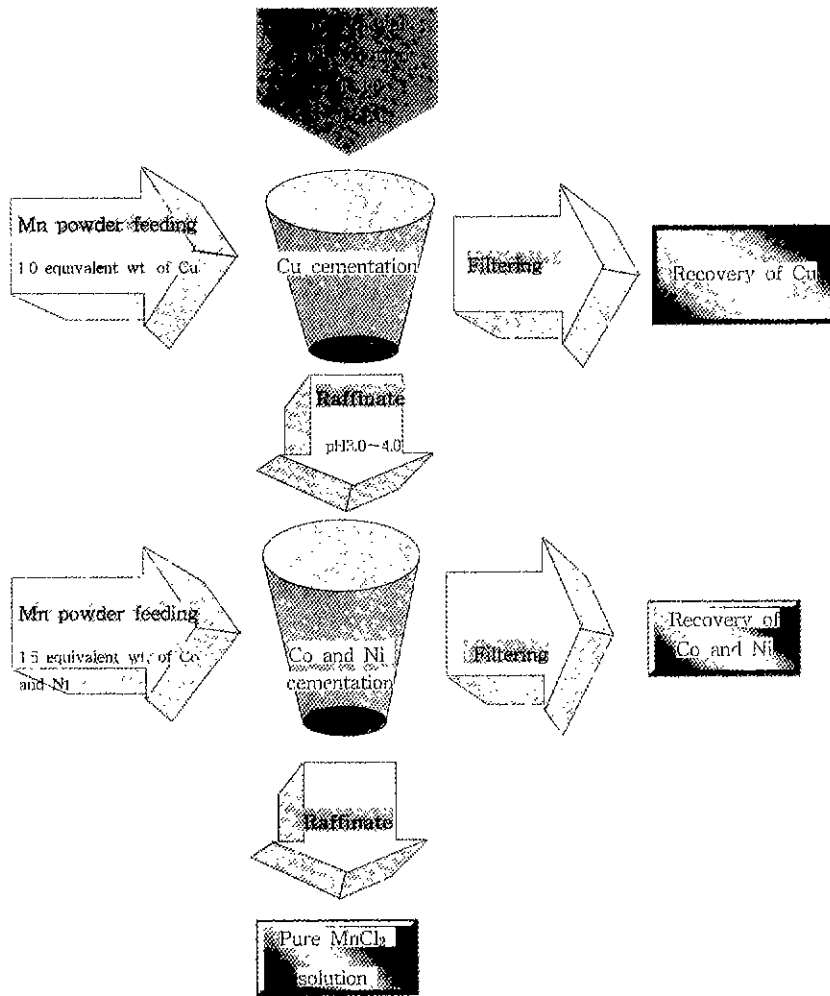 Mn powder feeding
1.0 equivalent wt. of Cu
Cu cementation
Filtering
Recovery of Cu
Raffinate
pH3.0~4.0
Mn powder feeding
1.5 equivalent wt. of Co
and Ni
Co and Ni
cementation
Filtering
Recovery of
Co and Ni
Raffinate
Pure MnCl₂
solution